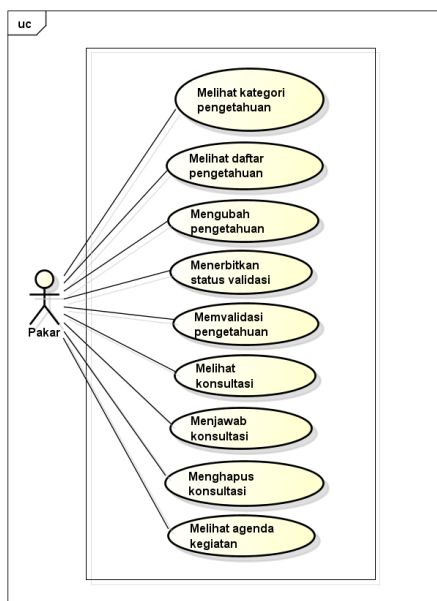 uc
Melihat kategori
pengetahuan
Melihat daftar
pengetahuan
Mengubah
pengetahuan
Menerbitkan
status validasi
Memvalidasi
pengetahuan
Pakar
Melihat
konsultasi
Menjawab
konsultasi
Menghapus
konsultasi
Melihat agenda
kegiatan